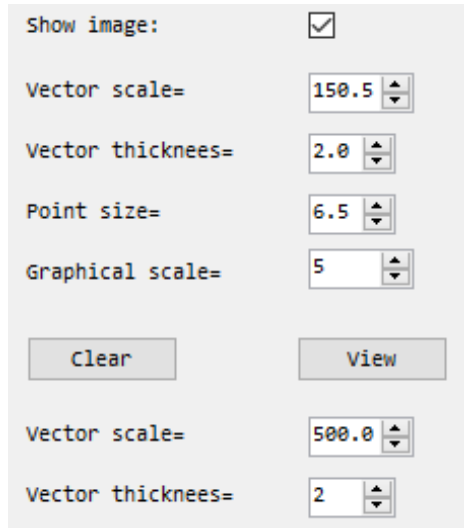 Show image:
Vector scale= 150.5
Vector thicknees= 2.0
Point size= 6.5
Graphical scale= 5
Clear View
Vector scale= 500.0
Vector thicknees= 2